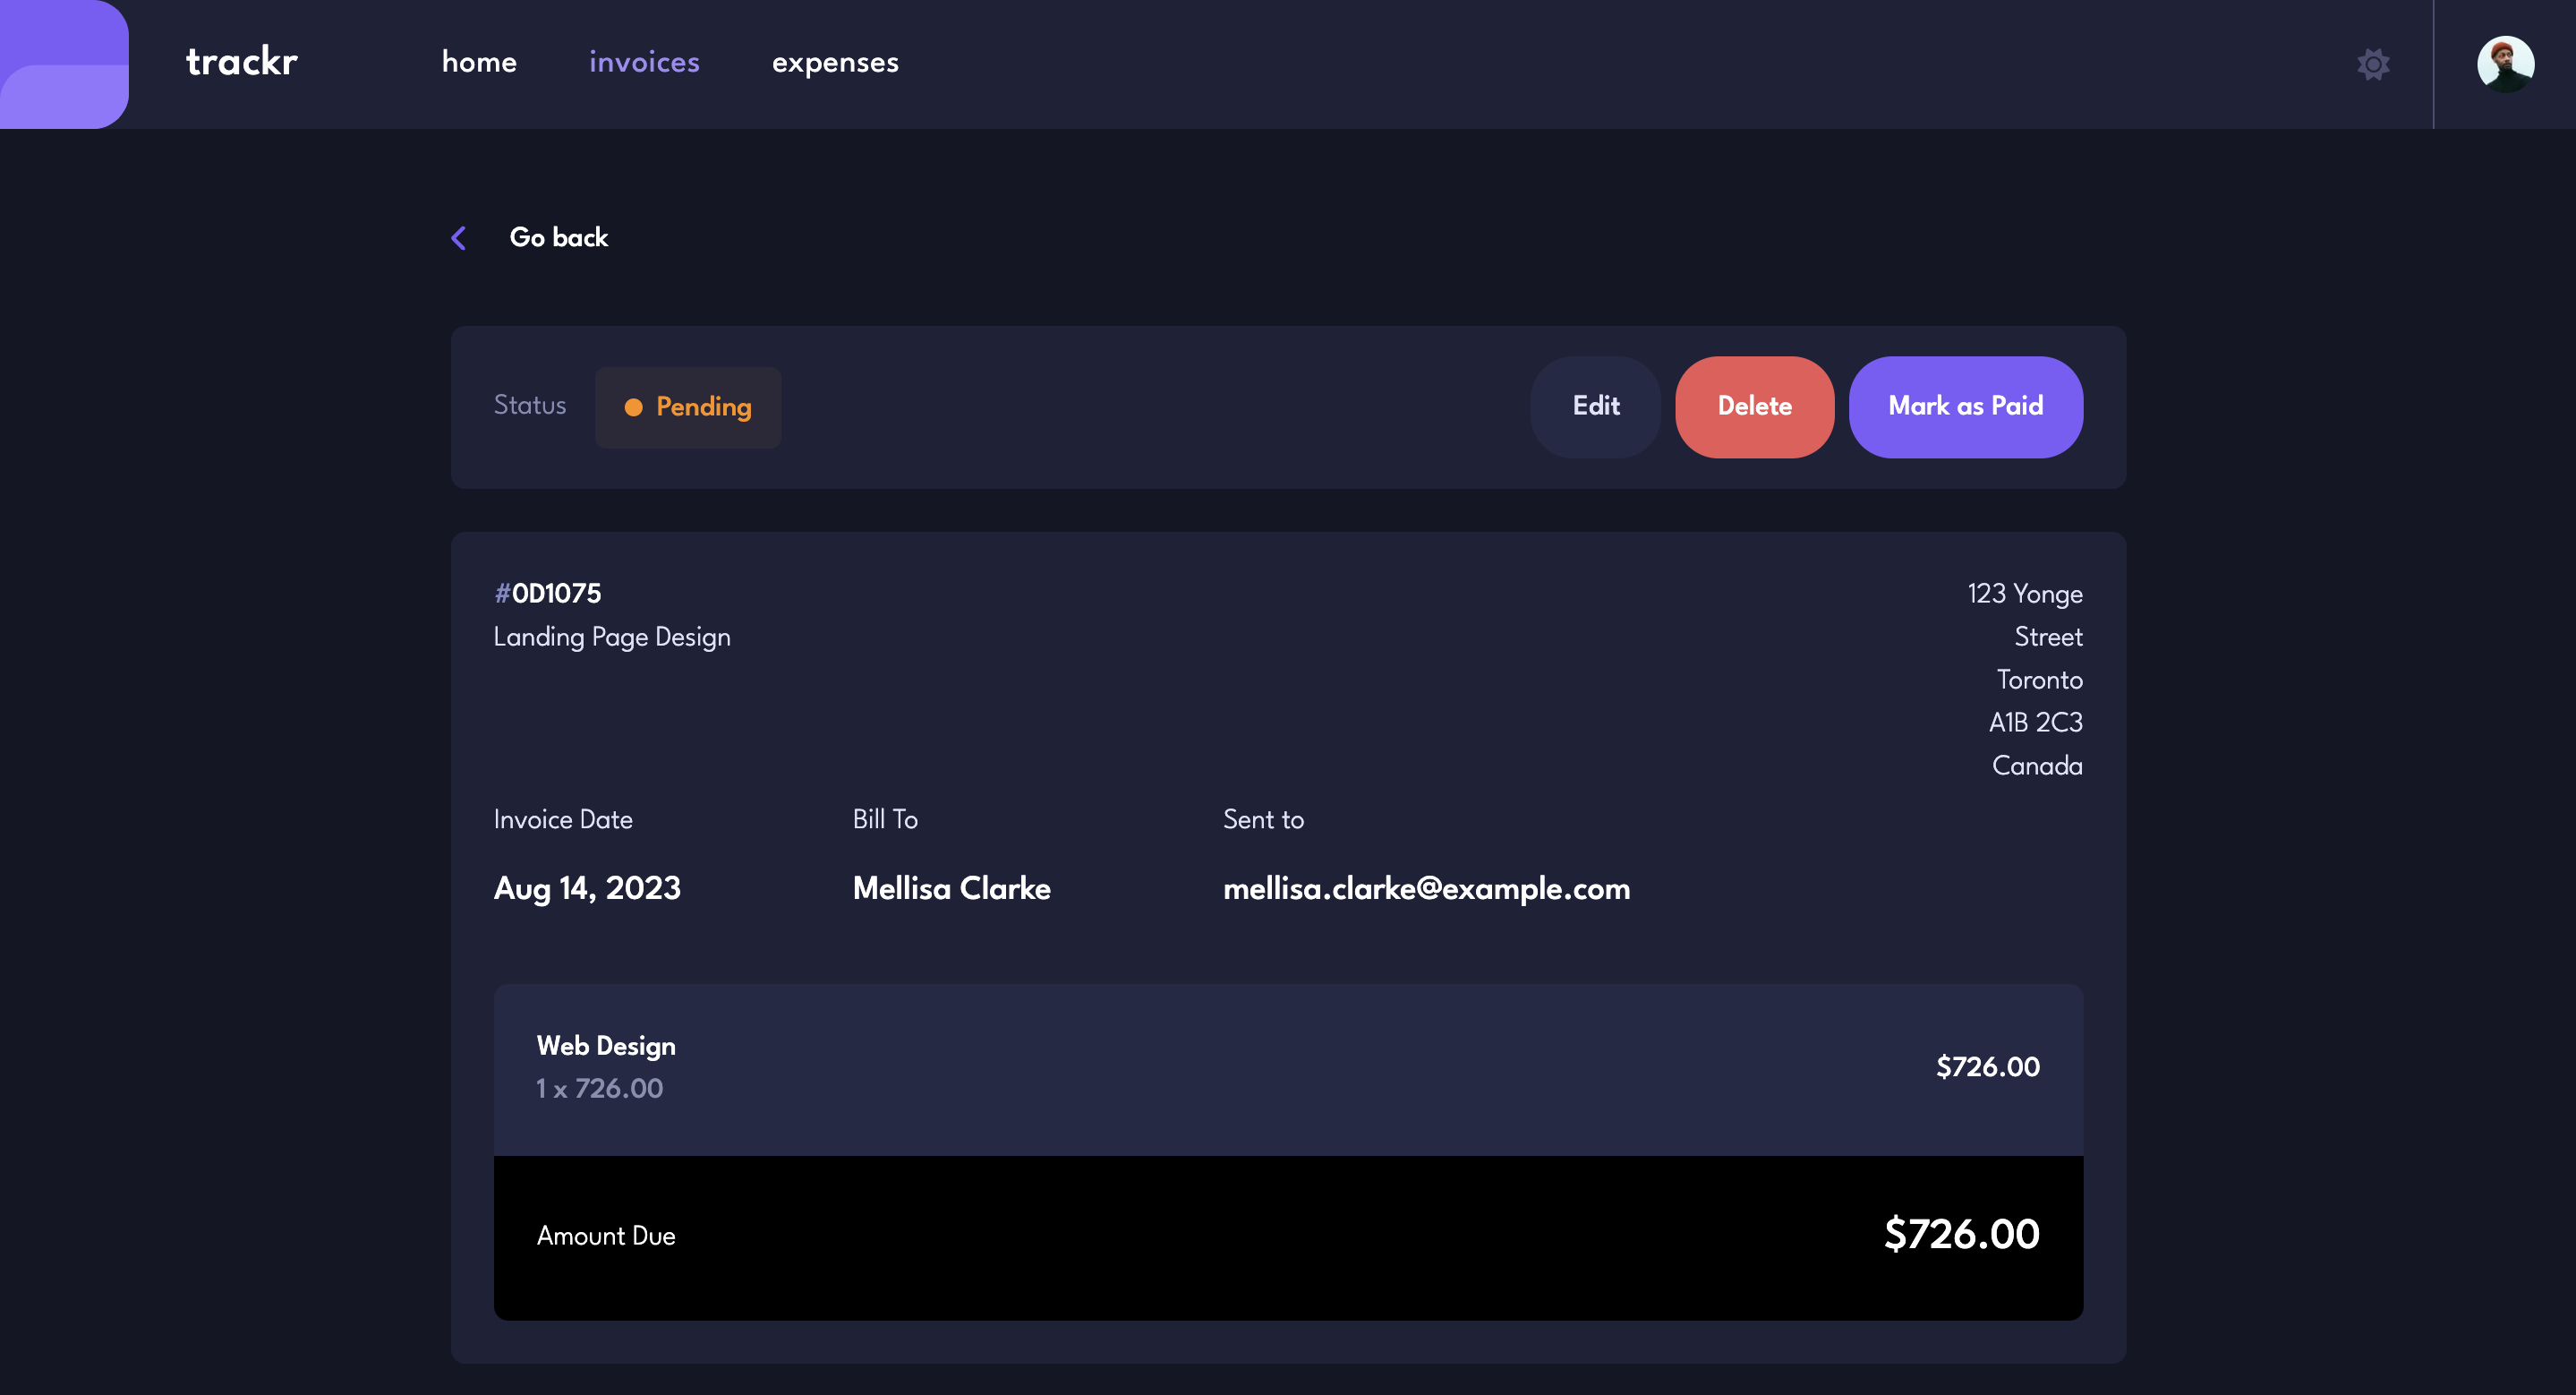 trackr
home
invoices
expenses
Go back
Status
Pending
Edit
Delete
Mark as Paid
#0D1075
Landing Page Design
123 Yonge
Street
Toronto
A1B 2C3
Canada
Invoice Date
Aug 14, 2023
Bill To
Mellisa Clarke
Sent to
mellisa.clarke@example.com
Web Design
1 x 726.00
$726.00
Amount Due
$726.00